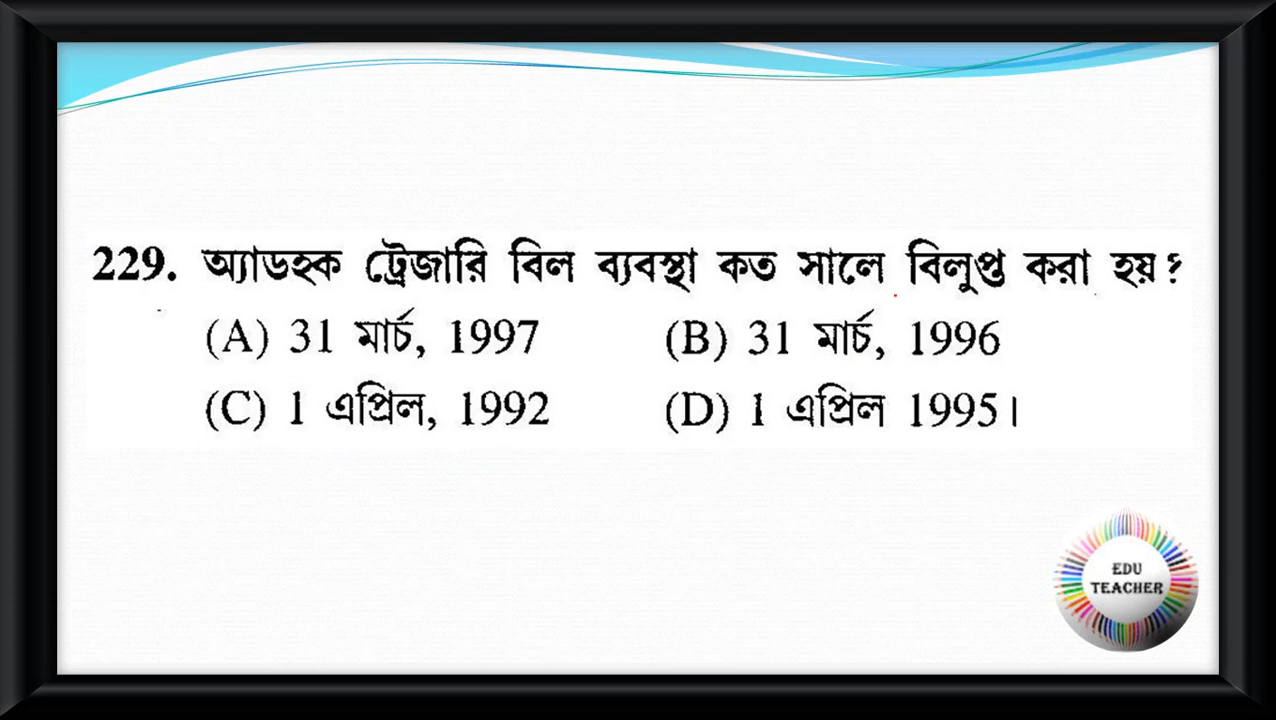 229. অ্যাডহক ট্রেজারি বিল ব্যবস্থা কত সালে বিলুপ্ত করা হয় ?
(A) 31 মার্চ, 1997 (B) 31 মার্চ, 1996
(C) 1 এপ্রিল, 1992 (D) 1 এপ্রিল 1995।
EDU
TEACHER